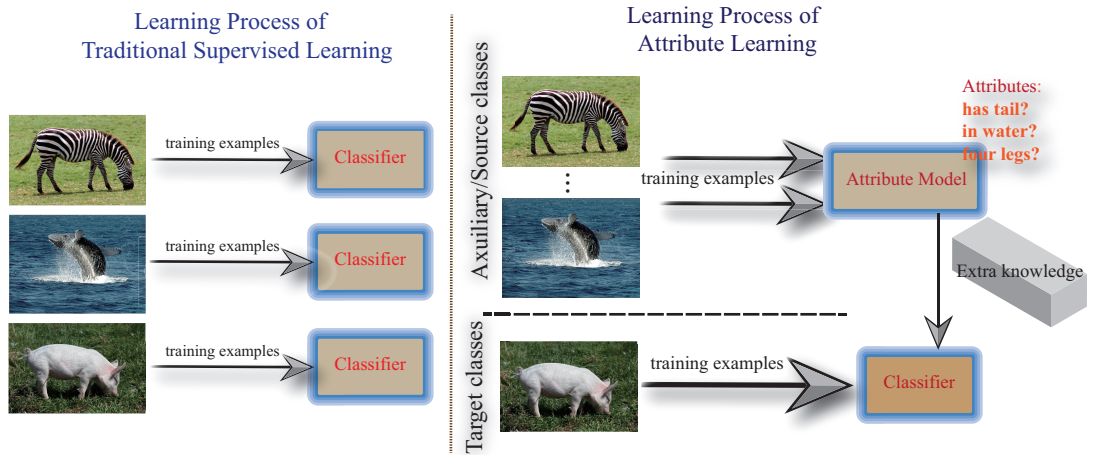 Learning Process of
Traditional Supervised Learning
training examples
Classifier
training examples
Classifier
training examples
Classifier
Learning Process of
Attribute Learning
Axuiliary/Source classes
training examples
Attributes:
has tail?
in water?
four legs?
Attribute Model
Extra knowledge
Target classes
training examples
Classifier